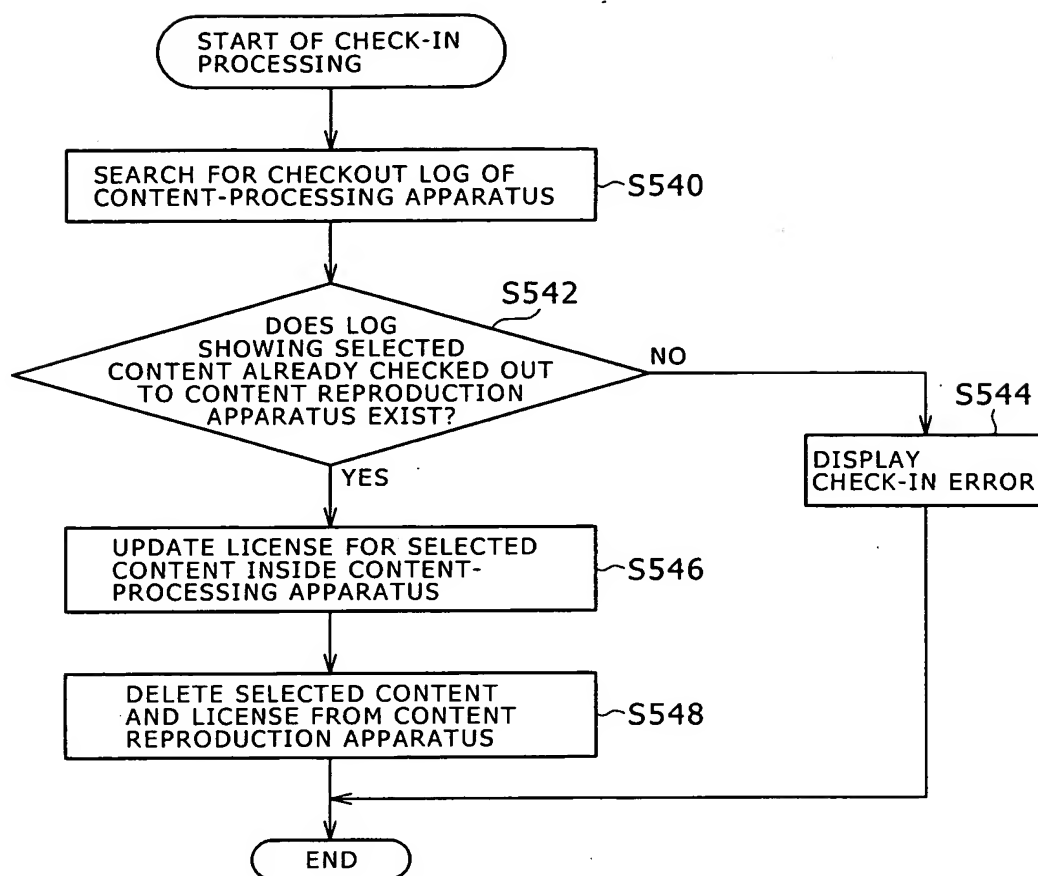 START OF CHECK-IN
PROCESSING
SEARCH FOR CHECKOUT LOG OF
CONTENT-PROCESSING APPARATUS
S540
S542
DOES LOG
SHOWING SELECTED
CONTENT ALREADY CHECKED OUT
TO CONTENT REPRODUCTION
APPARATUS EXIST?
NO
S544
DISPLAY
CHECK-IN ERROR
YES
UPDATE LICENSE FOR SELECTED
CONTENT INSIDE CONTENT-
PROCESSING APPARATUS
S546
DELETE SELECTED CONTENT
AND LICENSE FROM CONTENT
REPRODUCTION APPARATUS
S548
END